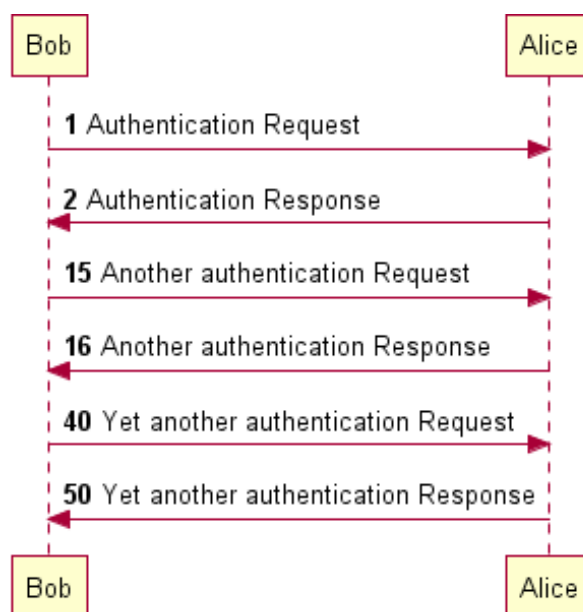 Bob Alice
1 Authentication Request
2 Authentication Response
15 Another authentication Request
16 Another authentication Response
40 Yet another authentication Request
50 Yet another authentication Response
Bob Alice